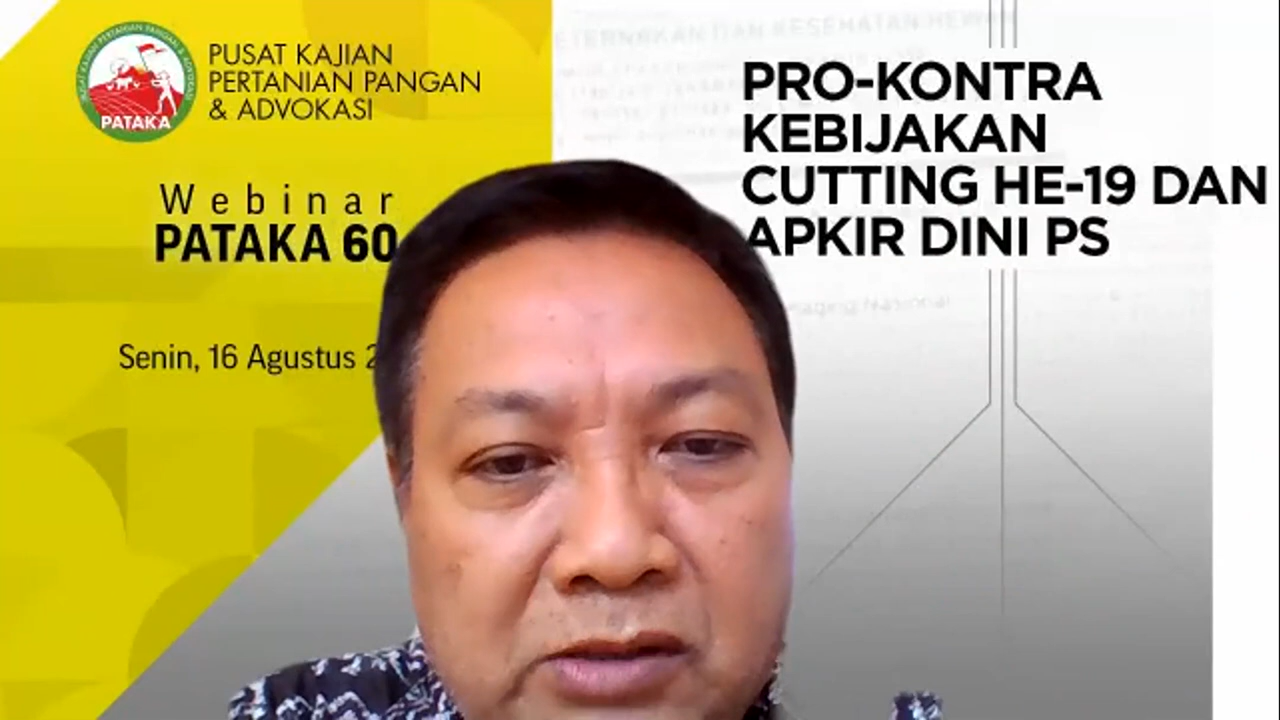 PUSAT KAJIAN
PERTANIAN PANGAN
& ADVOKASI
PATAKA
Webinar
PATAKA 60
Senin, 16 Agustus 2
PRO-KONTRA
KEBIJAKAN
CUTTING HE-19 DAN
APKIR DINI PS